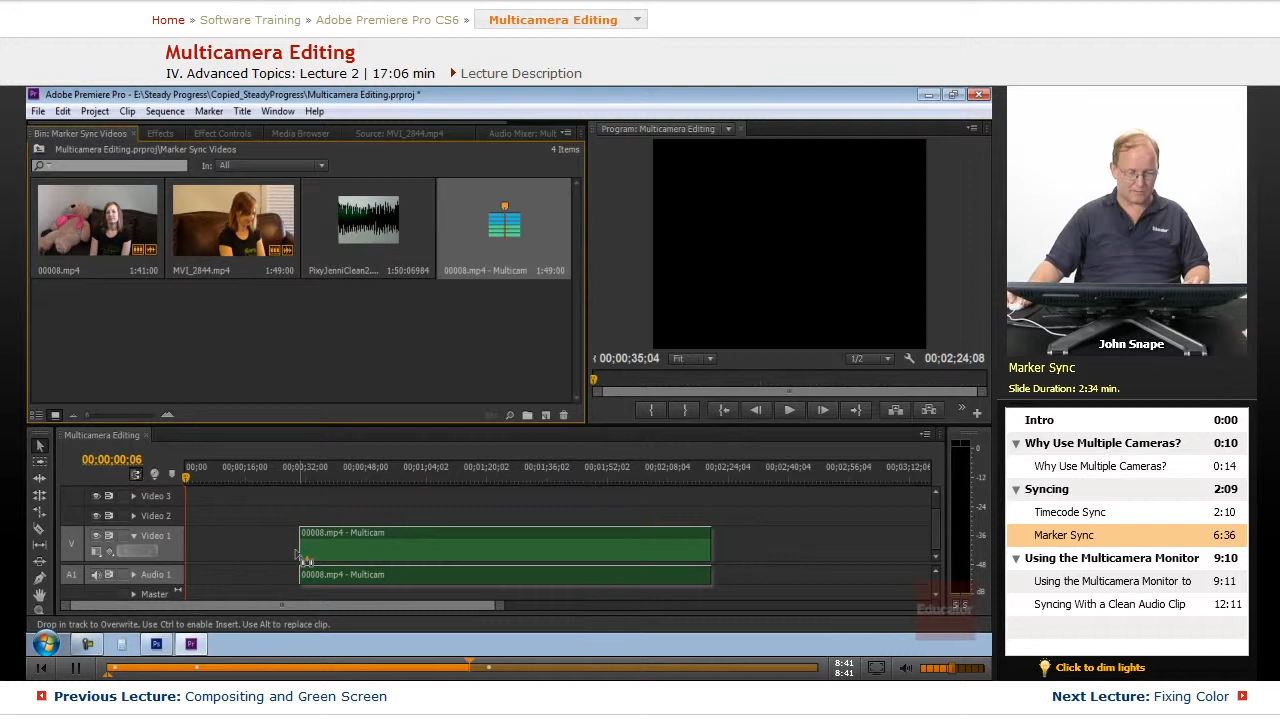 Home » Software Training » Adobe Premiere Pro CS6 » Multicamera Editing
Multicamera Editing
IV. Advanced Topics: Lecture 2 | 17:06 min Lecture Description
Adobe Premiere Pro - E:\Steady Progress\Copied_SteadyProgress\Multicamera Editing.prproj *
File Edit Project Clip Sequence Marker Title Window Help
Bin: Marker Sync Videos Effects Effect Controls Media Browser Source: MVI_2844.mp4 Audio Mixer: Mult
Program: Multicamera Editing
Multicamera Editing.prproj\Marker Sync Videos 4 Items
In: All
00008.mp4 1:41:00
MVI_2844.mp4 1:49:00
PixyJenniClean2.... 1:50:06984
00008.mp4 - Multicam 1:49:00
00;00;35;04 Fit 1/2 00;02;24;08
Multicamera Editing
00;00;00;06
00;00 00;00;16;00 00;00;32;00 00;00;48;00 00;01;04;02 00;01;20;02 00;01;36;02 00;01;52;02 00;02;08;04 00;02;24;04 00;02;40;04 00;02;56;04 00;03;12;06
Video 3
Video 2
V Video 1
00008.mp4 - Multicam
A1 Audio 1
00008.mp4 - Multicam
Master
0
-12
-24
-36
-48
dB
S S
Educator
Drop in track to Overwrite. Use Ctrl to enable Insert. Use Alt to replace clip.
8:41
8:41
John Snape
Marker Sync
Slide Duration: 2:34 min.
Intro 0:00
Why Use Multiple Cameras? 0:10
Why Use Multiple Cameras? 0:14
Syncing 2:09
Timecode Sync 2:10
Marker Sync 6:36
Using the Multicamera Monitor 9:10
Using the Multicamera Monitor to 9:11
Syncing With a Clean Audio Clip 12:11
Click to dim lights
Previous Lecture: Compositing and Green Screen
Next Lecture: Fixing Color